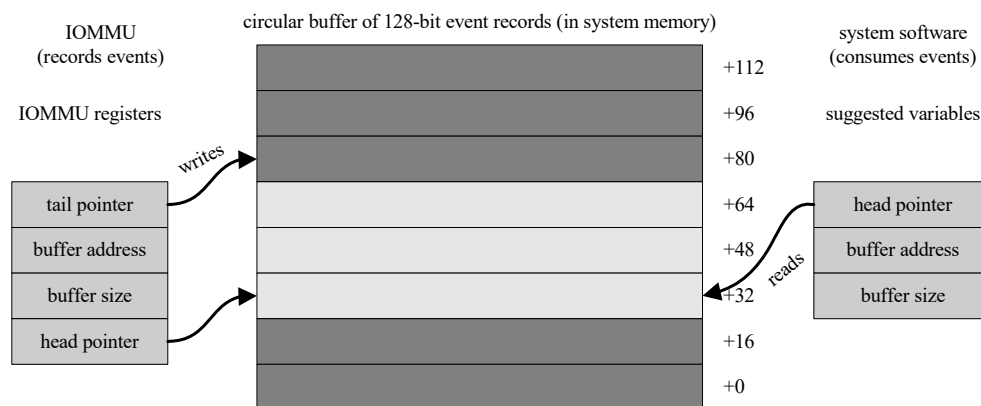 circular buffer of 128-bit event records (in system memory)
IOMMU
(records events)
IOMMU registers
writes
tail pointer
buffer address
buffer size
head pointer
+112
+96
+80
+64
+48
+32
+16
+0
reads
system software
(consumes events)
suggested variables
head pointer
buffer address
buffer size